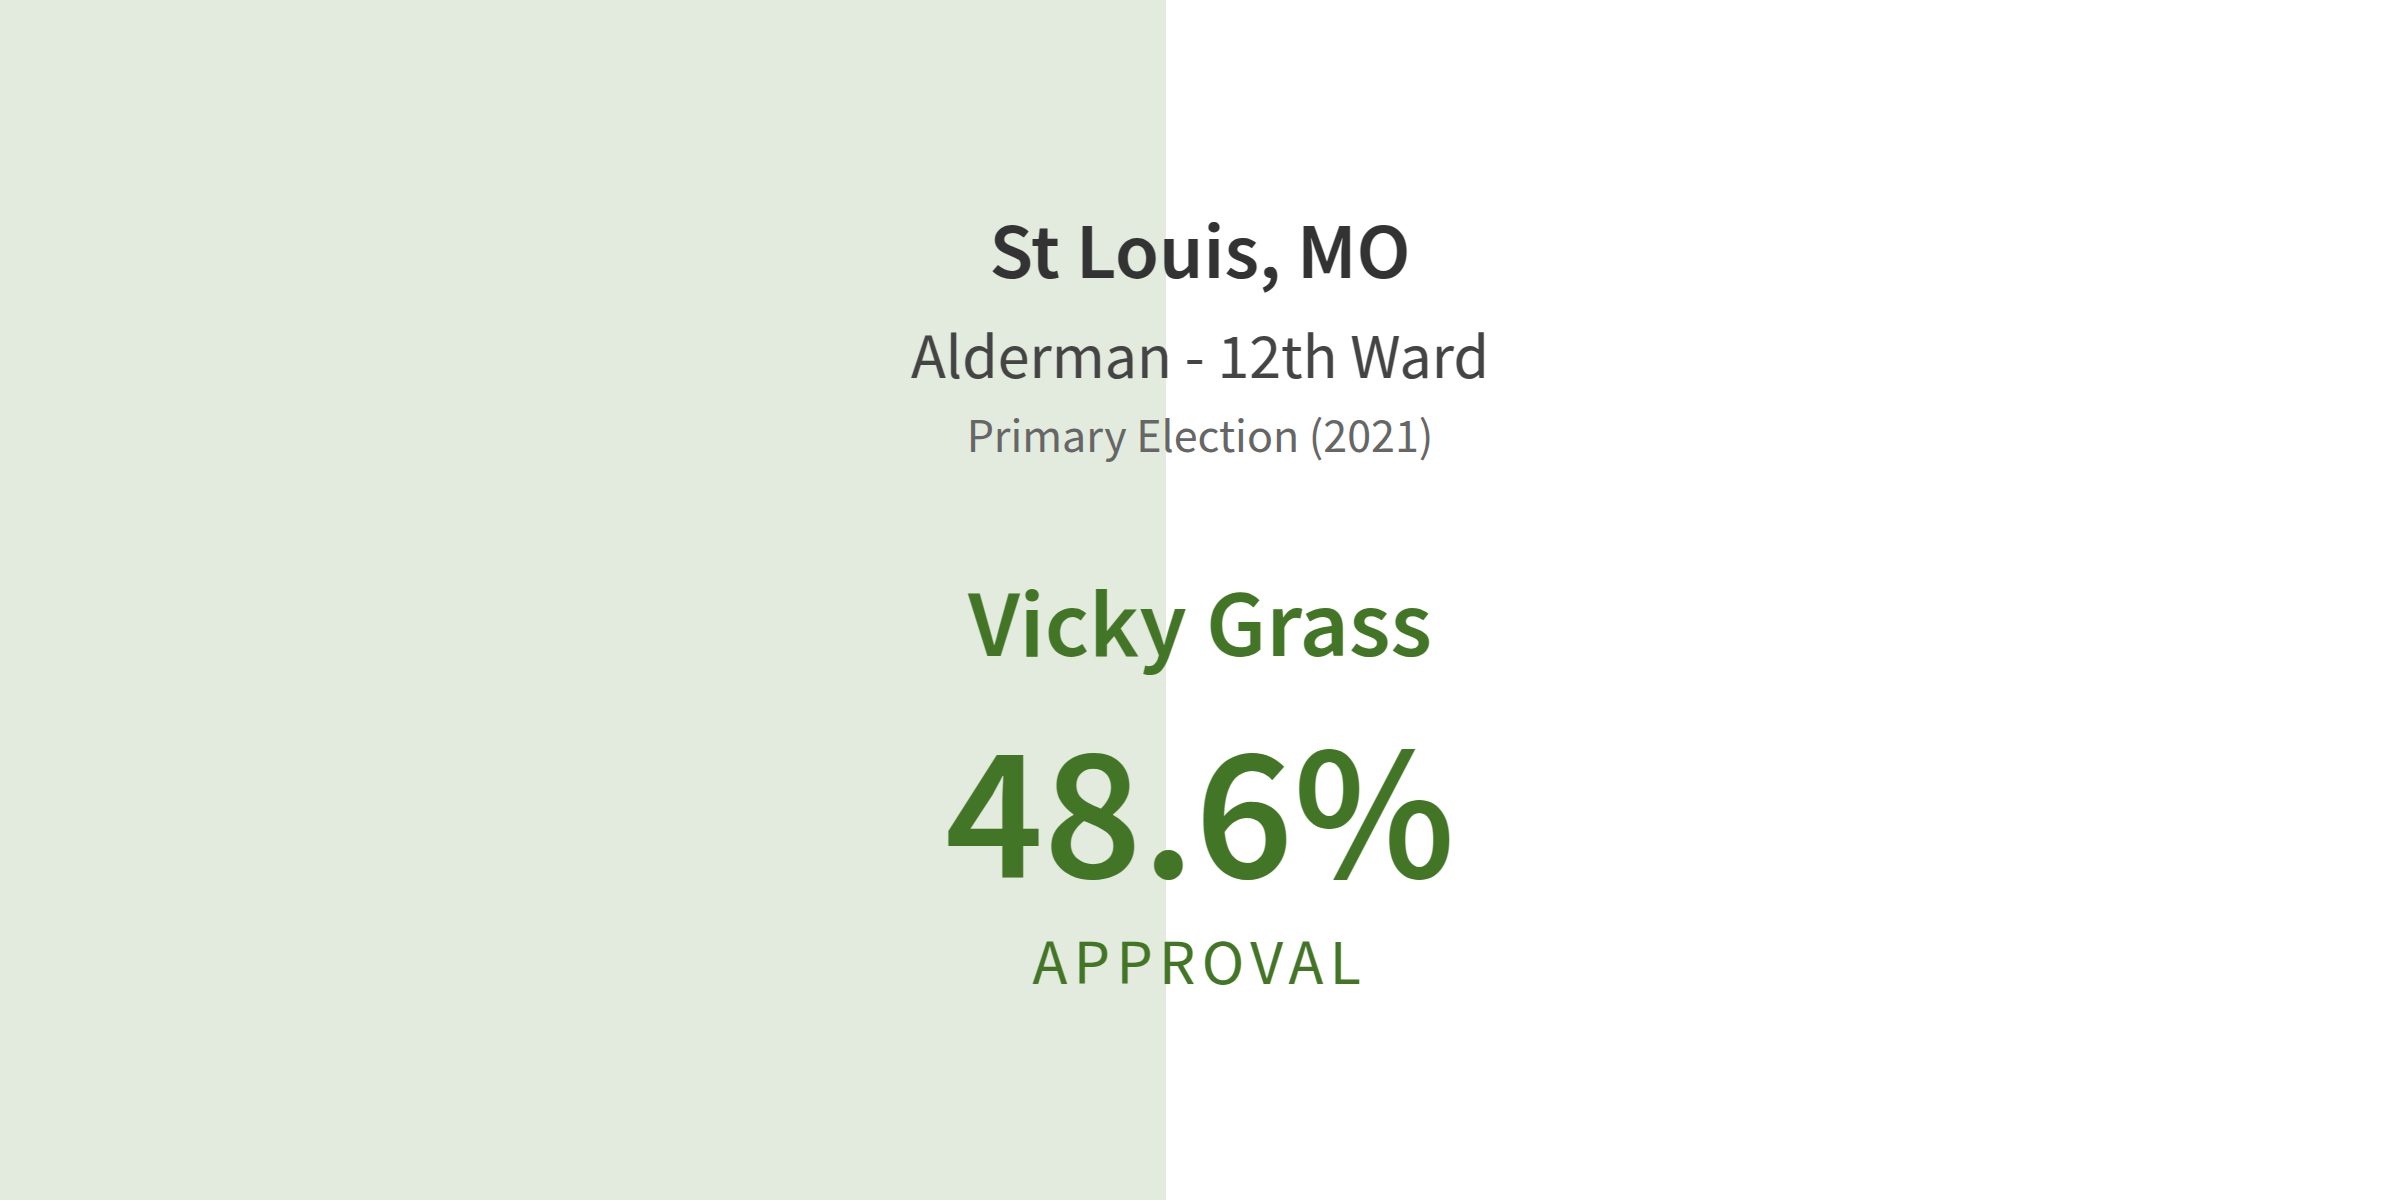 St Louis, MO
Alderman - 12th Ward
Primary Election (2021)
Vicky Grass
48.6%
APPROVAL